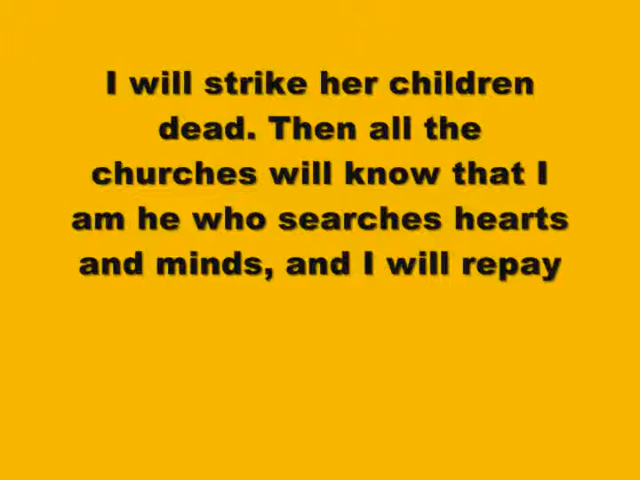 I will strike her children
dead. Then all the
churches will know that I
am he who searches hearts
and minds, and I will repay